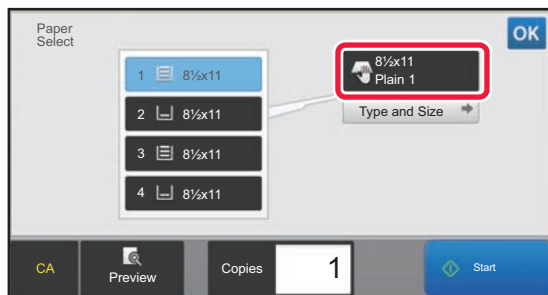 Paper
Select
OK
1 8½x11
2 8½x11
3 8½x11
4 8½x11
8½x11
Plain 1
Type and Size
CA
Preview
Copies
1
Start